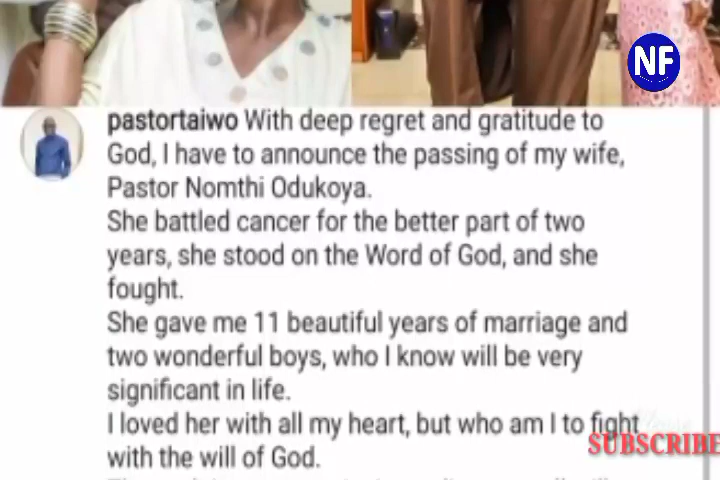 NF
pastortaiwo With deep regret and gratitude to
God, I have to announce the passing of my wife,
Pastor Nomthi Odukoya.
She battled cancer for the better part of two
years, she stood on the Word of God, and she
fought.
She gave me 11 beautiful years of marriage and
two wonderful boys, who I know will be very
significant in life.
I loved her with all my heart, but who am I to fight
SUBSCRIBE
with the will of God.